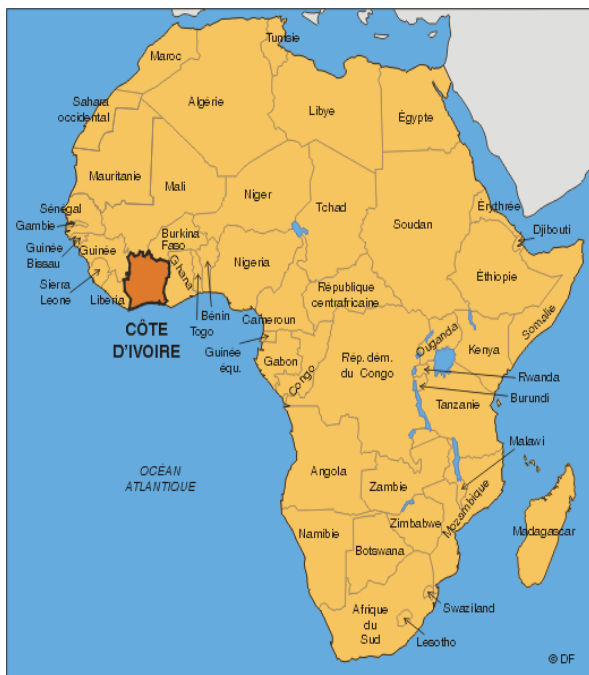 Tunisie
Maroc
Algérie
Libye
Égypte
Sahara
occidental
Mauritanie
Mali
Niger
Tchad
Soudan
Érythrée
Djibouti
Sénégal
Gambie
Guinée
Bissau
Guinée
Sierra
Leone
Liberia
Burkina
Faso
Ghana
Togo
Bénin
Nigeria
CÔTE
D'IVOIRE
Cameroun
République
centrafricaine
Éthiopie
Somalie
Guinée
équ.
Gabon
Congo
Rép. dém.
du Congo
Ouganda
Kenya
Rwanda
Burundi
Tanzanie
Malawi
OCÉAN
ATLANTIQUE
Angola
Zambie
Mozambique
Zimbabwe
Madagascar
Namibie
Botswana
Swaziland
Afrique
du
Sud
Lesotho
© DF